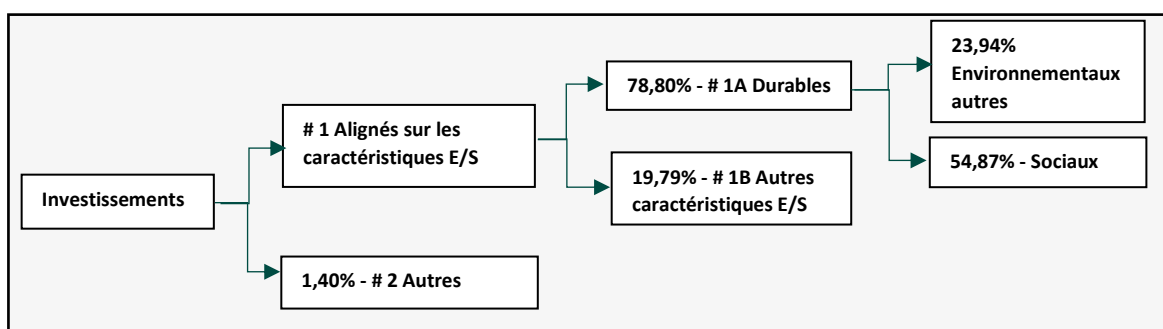 Investissements
# 1 Alignés sur les
caractéristiques E/S
1,40% - # 2 Autres
78,80% - # 1A Durables
19,79% - # 1B Autres
caractéristiques E/S
23,94%
Environnementaux
autres
54,87% - Sociaux